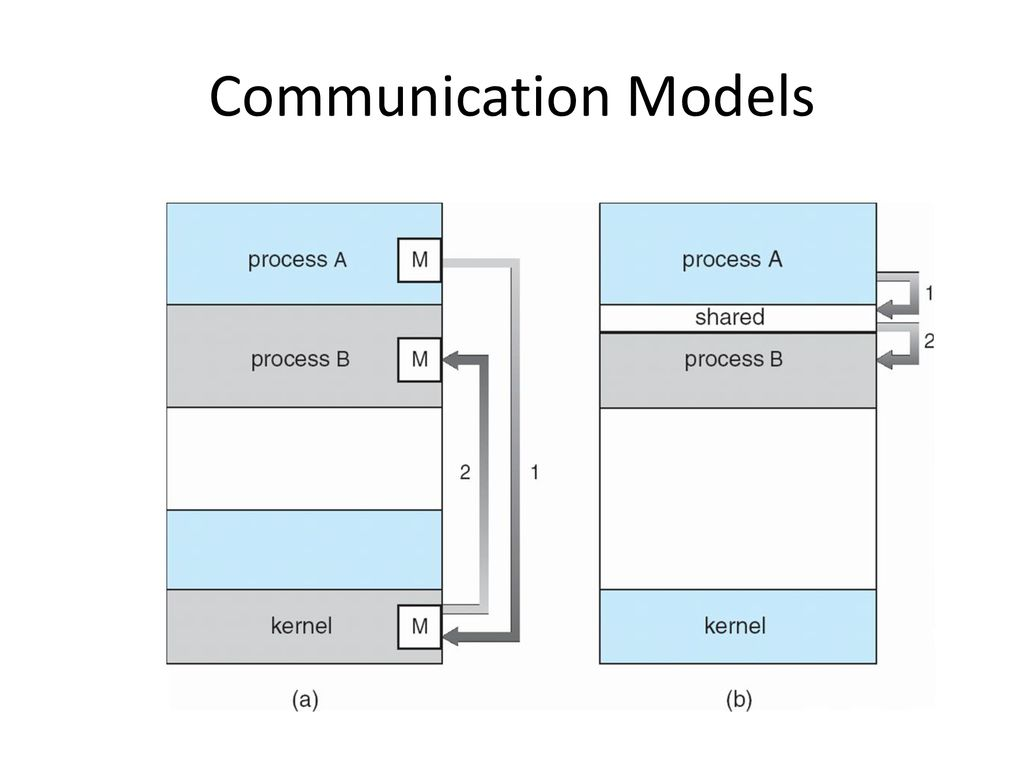 Communication Models
process A
M
process B
M
2
1
kernel
M
(a)
process A
1
shared
2
process B
kernel
(b)